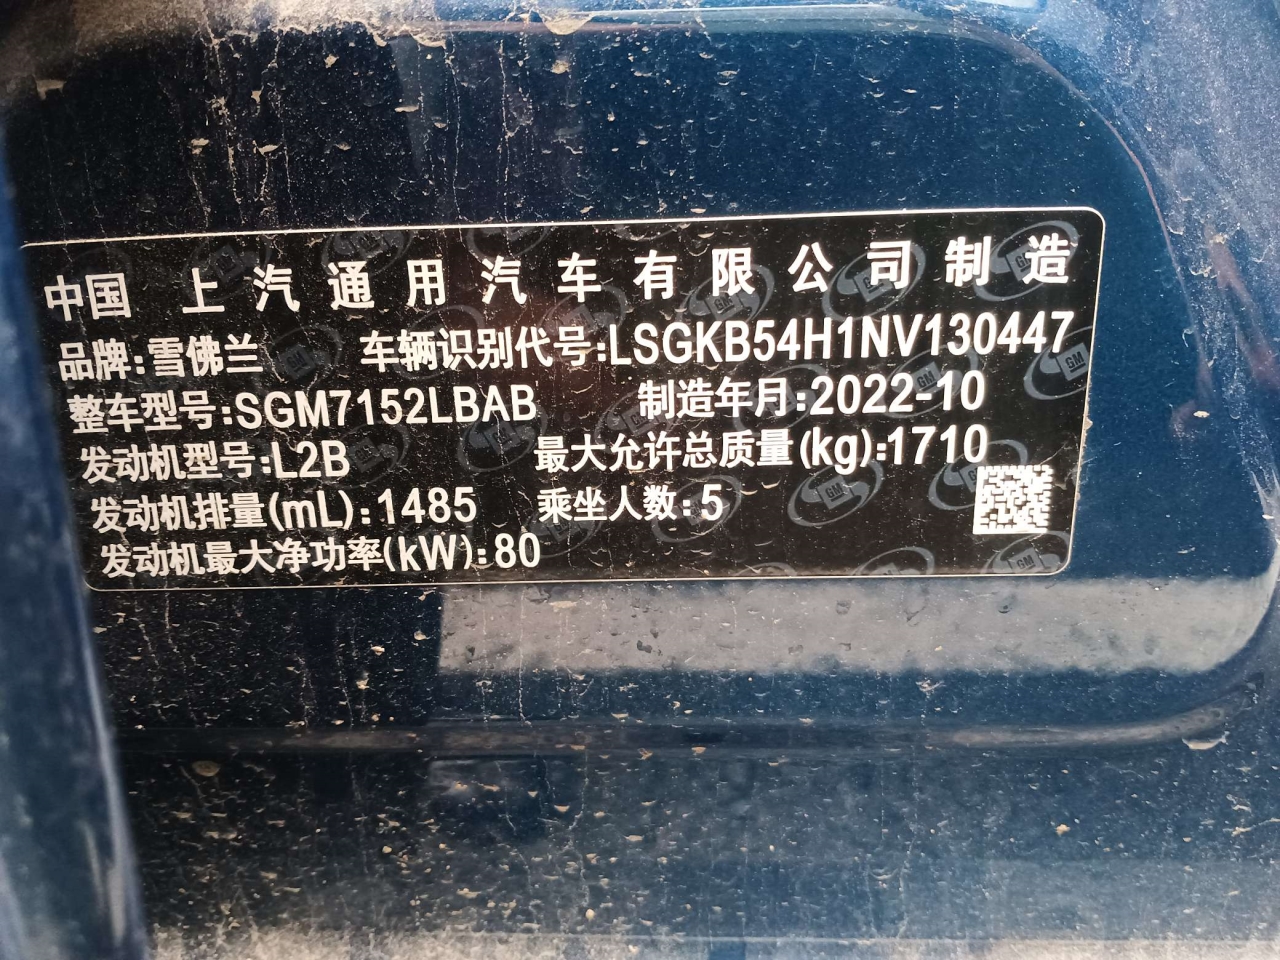 中国 上汽通用汽车有限公司制造
品牌:雪佛兰 车辆识别代号:LSGKB54H1NV130447
整车型号:SGM7152LBAB 制造年月:2022-10
发动机型号:L2B 最大允许总质量(kg):1710
发动机排量(mL):1485 乘坐人数:5
发动机最大净功率(kW):80